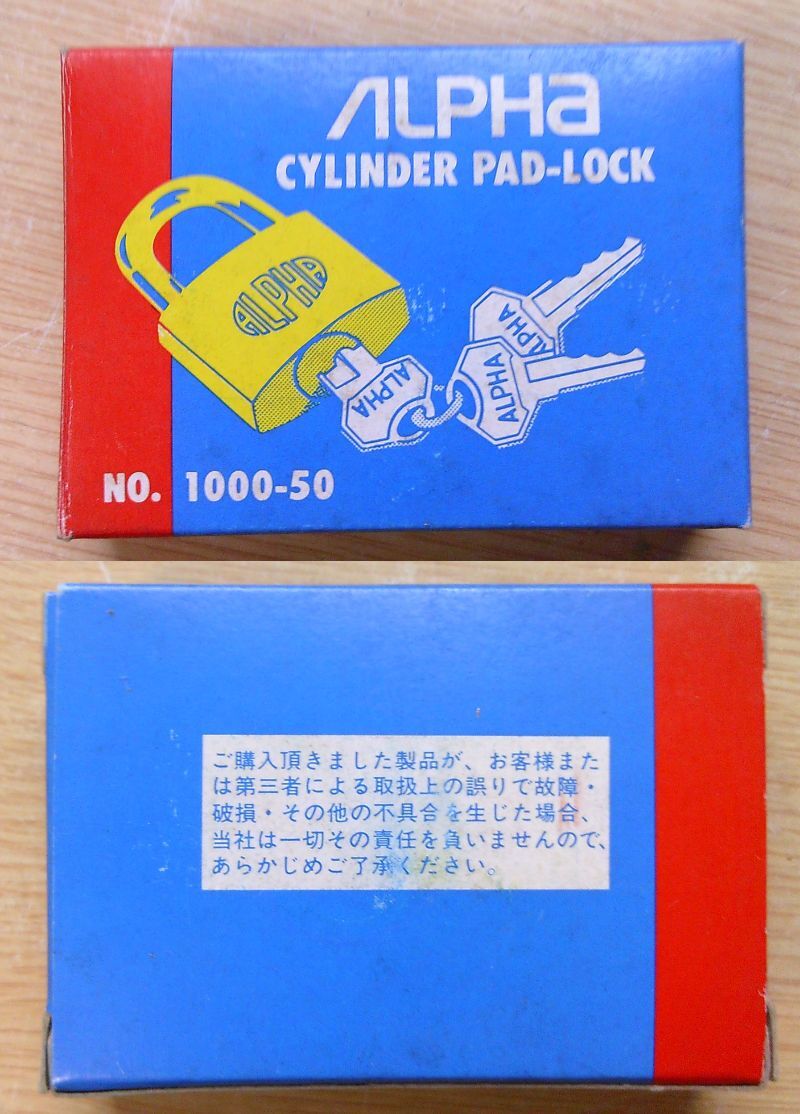 ALPHA
CYLINDER PAD-LOCK
ALPHA
ALPHA
ALPHA
ALPHA
NO. 1000-50
ご購入頂きました製品が、お客様また
は第三者による取扱上の誤りで故障・
破損・その他の不具合を生じた場合、
当社は一切その責任を負いませんので、
あらかじめご了承ください。